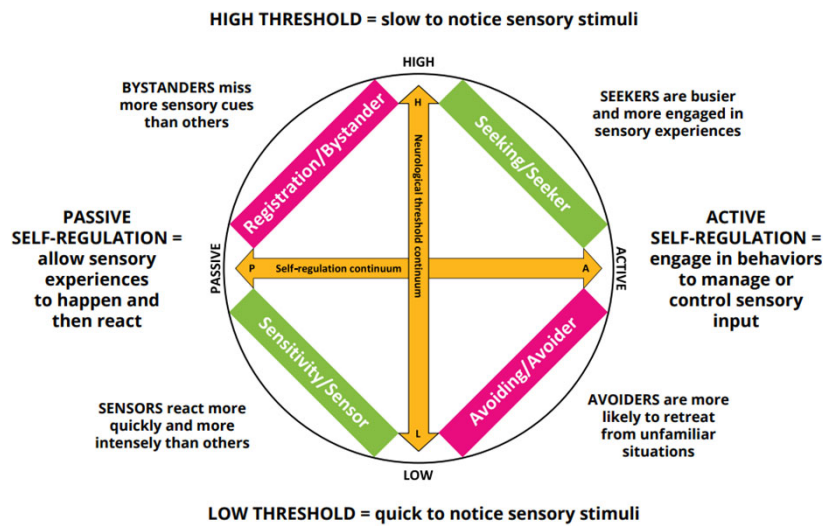 HIGH THRESHOLD = slow to notice sensory stimuli
HIGH
BYSTANDERS miss
more sensory cues
than others
SEEKERS are busier
and more engaged in
sensory experiences
H
Registration/Bystander
Seeking/Seeker
Neurological threshold continuum
PASSIVE
SELF-REGULATION =
allow sensory
experiences
to happen and
then react
PASSIVE
P
Self-regulation continuum
A
ACTIVE
ACTIVE
SELF-REGULATION =
engage in behaviors
to manage or
control sensory
input
Sensitivity/Sensor
Avoiding/Avoider
SENSORS react more
quickly and more
intensely than others
AVOIDERS are more
likely to retreat
from unfamiliar
situations
L
LOW
LOW THRESHOLD = quick to notice sensory stimuli